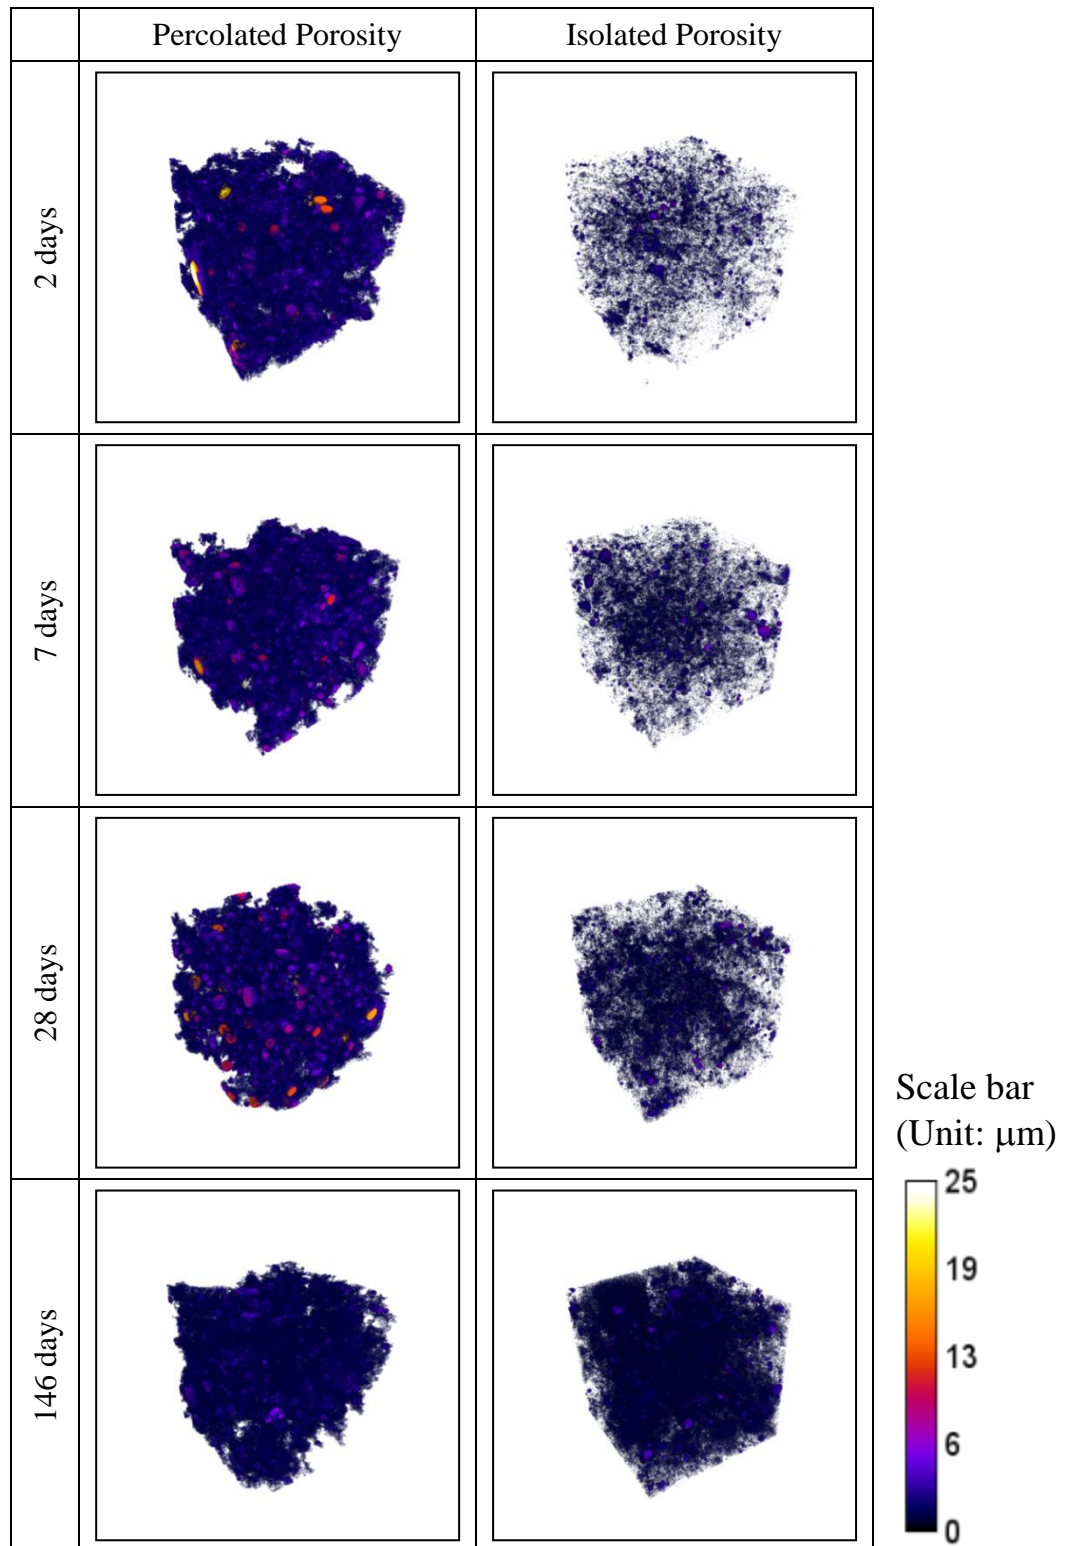 Percolated Porosity
Isolated Porosity
2 days
7 days
28 days
146 days
Scale bar
(Unit: μm)
25
19
13
6
0